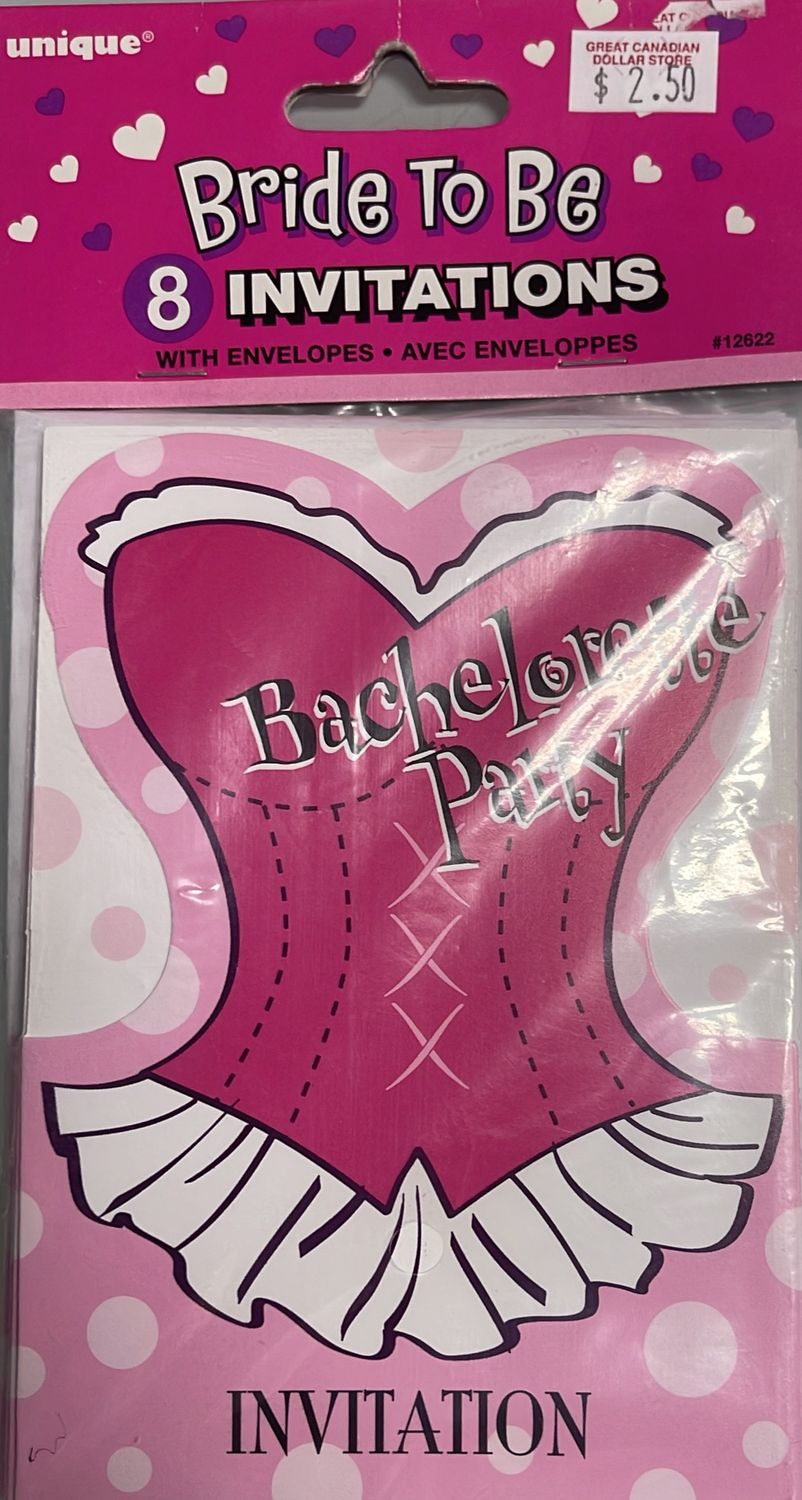 unique®
GREAT CANADIAN
DOLLAR STORE
$ 2.50
Bride To Be
8 INVITATIONS
WITH ENVELOPES • AVEC ENVELOPPES
#12622
Bachelorette
Party
INVITATION